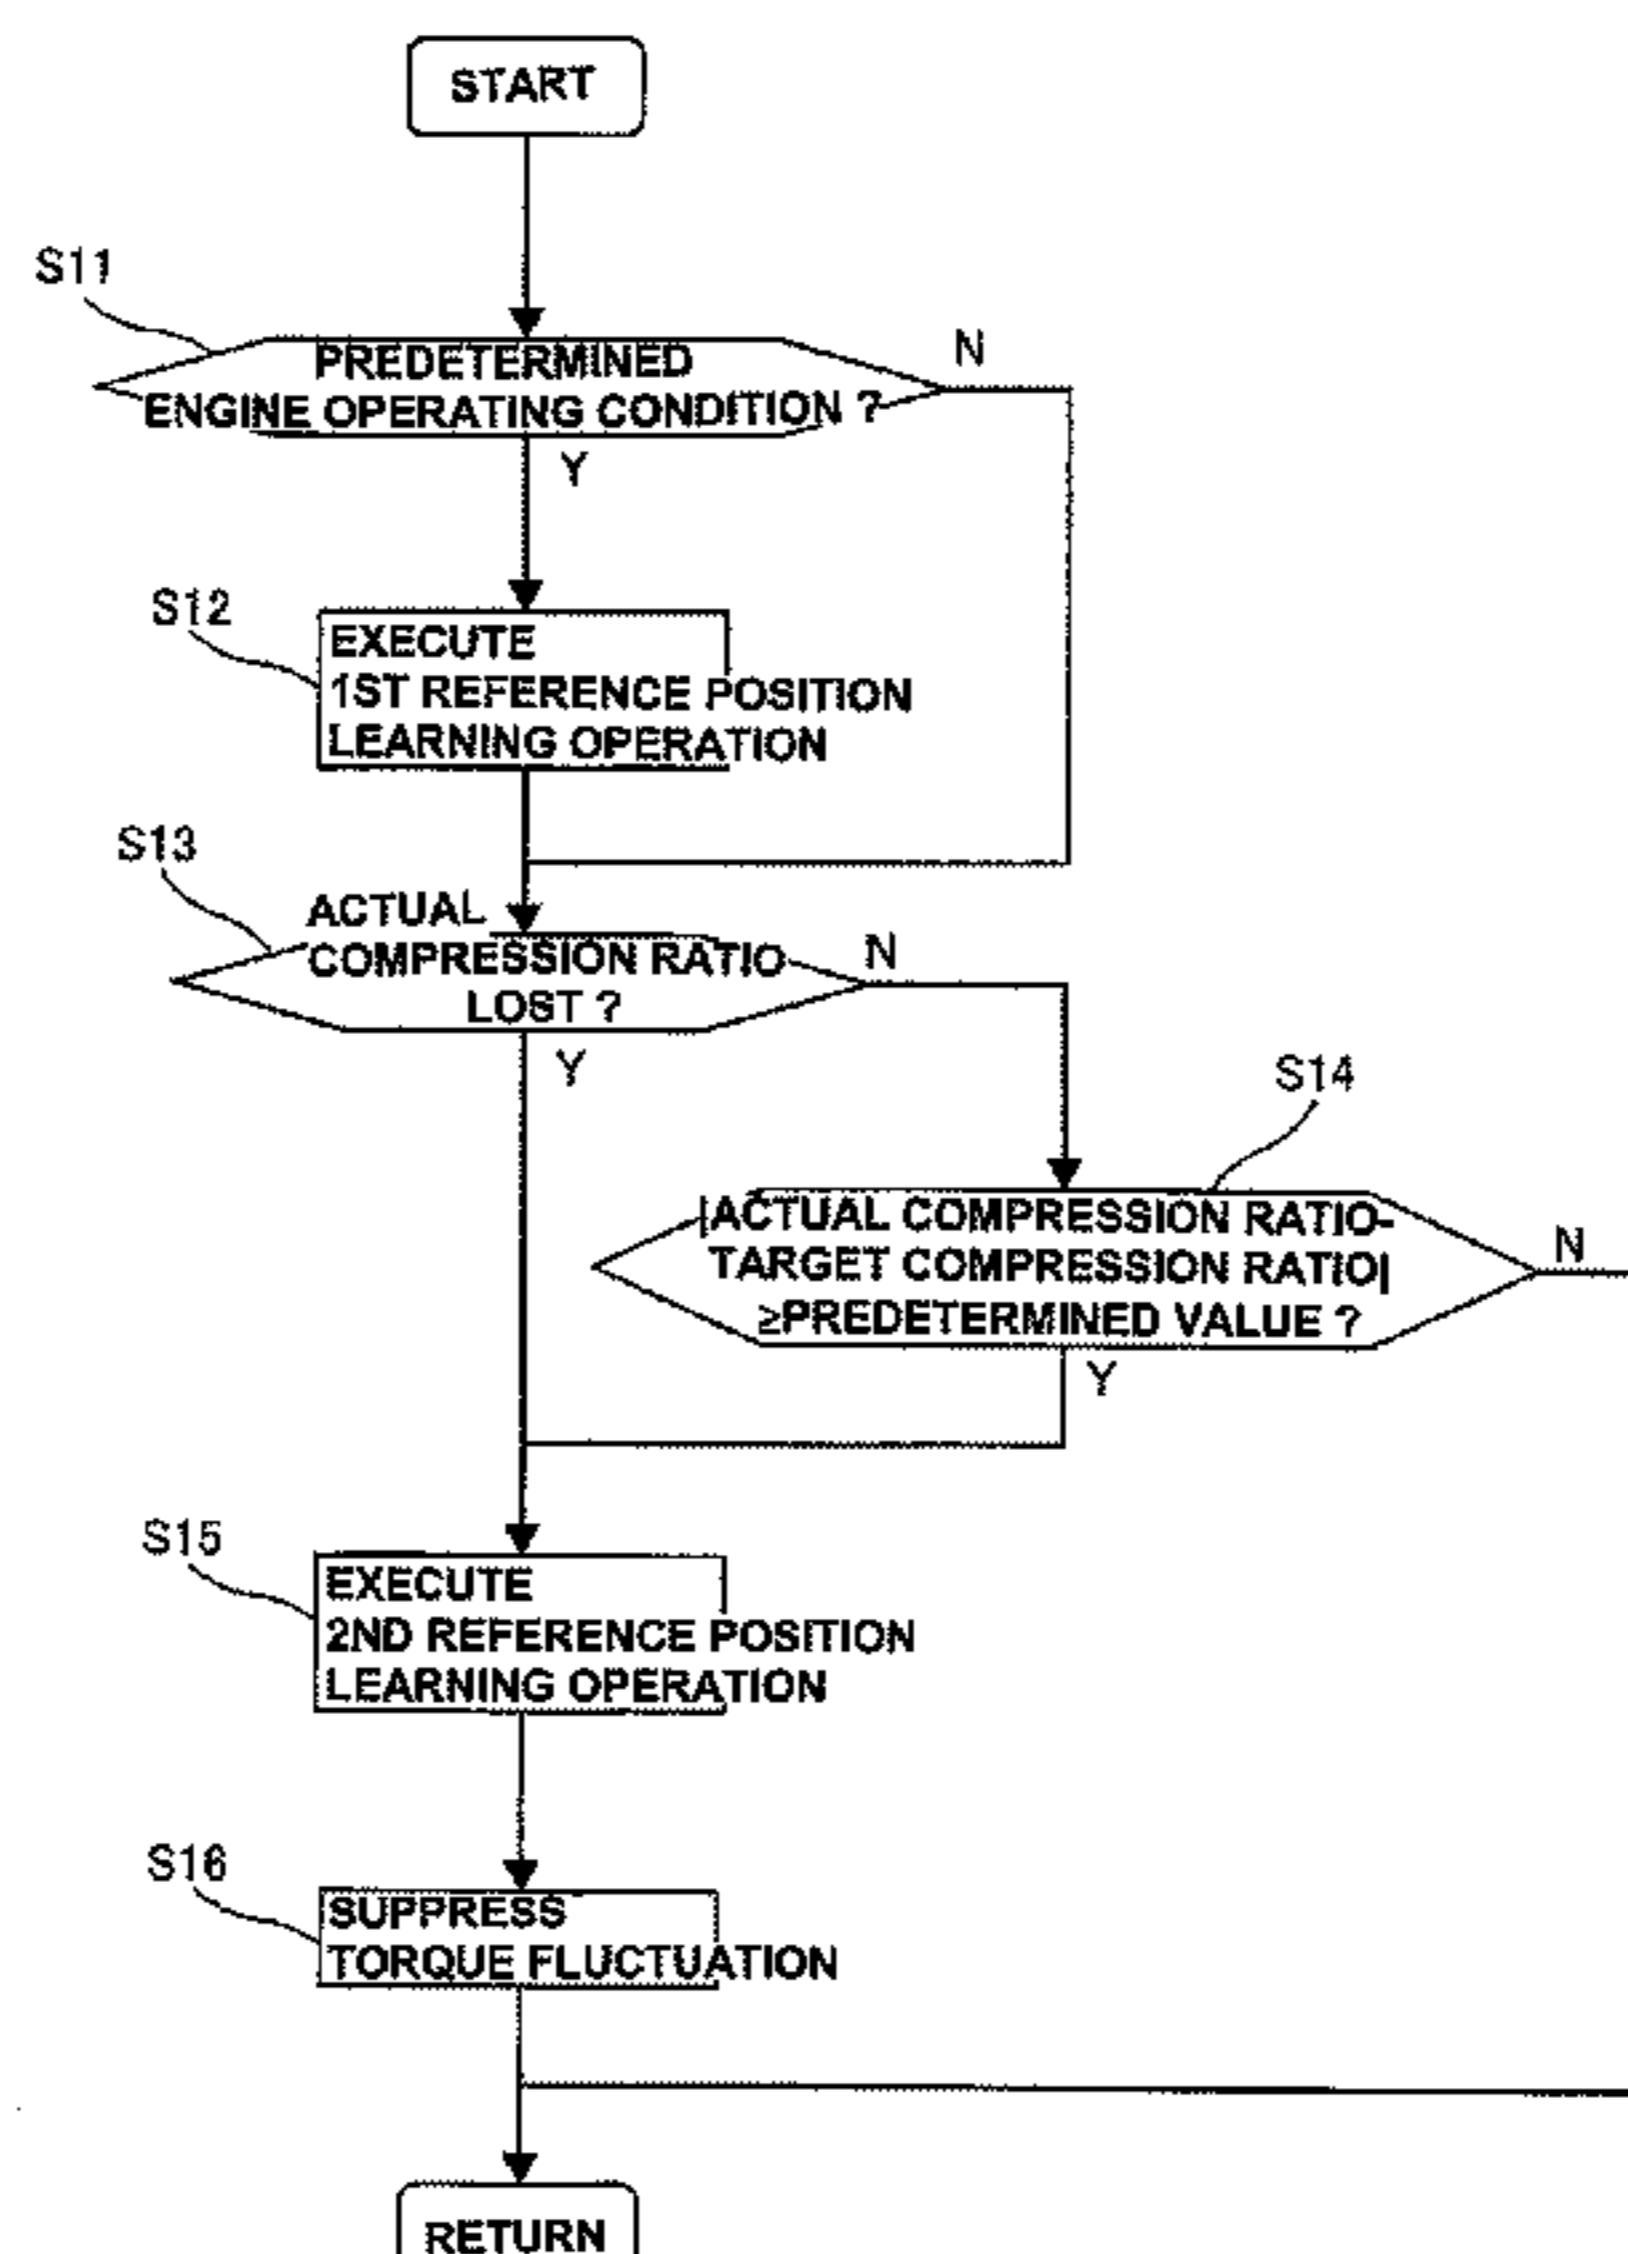 START
S11
PREDETERMINED
ENGINE OPERATING CONDITION ?
N
Y
S12
EXECUTE
1ST REFERENCE POSITION
LEARNING OPERATION
S13
ACTUAL
COMPRESSION RATIO
LOST ?
N
Y
S14
|ACTUAL COMPRESSION RATIO-
TARGET COMPRESSION RATIO|
≥PREDETERMINED VALUE ?
N
Y
S15
EXECUTE
2ND REFERENCE POSITION
LEARNING OPERATION
S16
SUPPRESS
TORQUE FLUCTUATION
RETURN